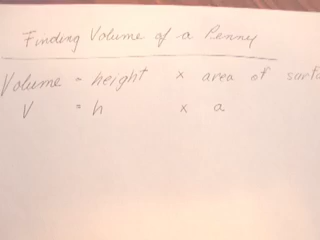 Finding Volume of a Penny
Volume = height x area of surfa
V = h x a